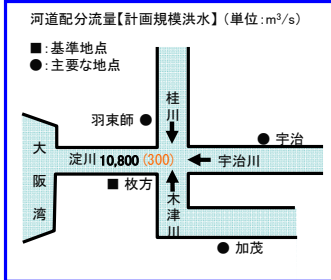 河道配分流量【計画規模洪水】(単位:m³/s)
■:基準地点
●:主要な地点
桂川
羽束師 ●
● 宇治
大阪湾
淀川 10,800 (300)
宇治川
■ 枚方
木津川
● 加茂